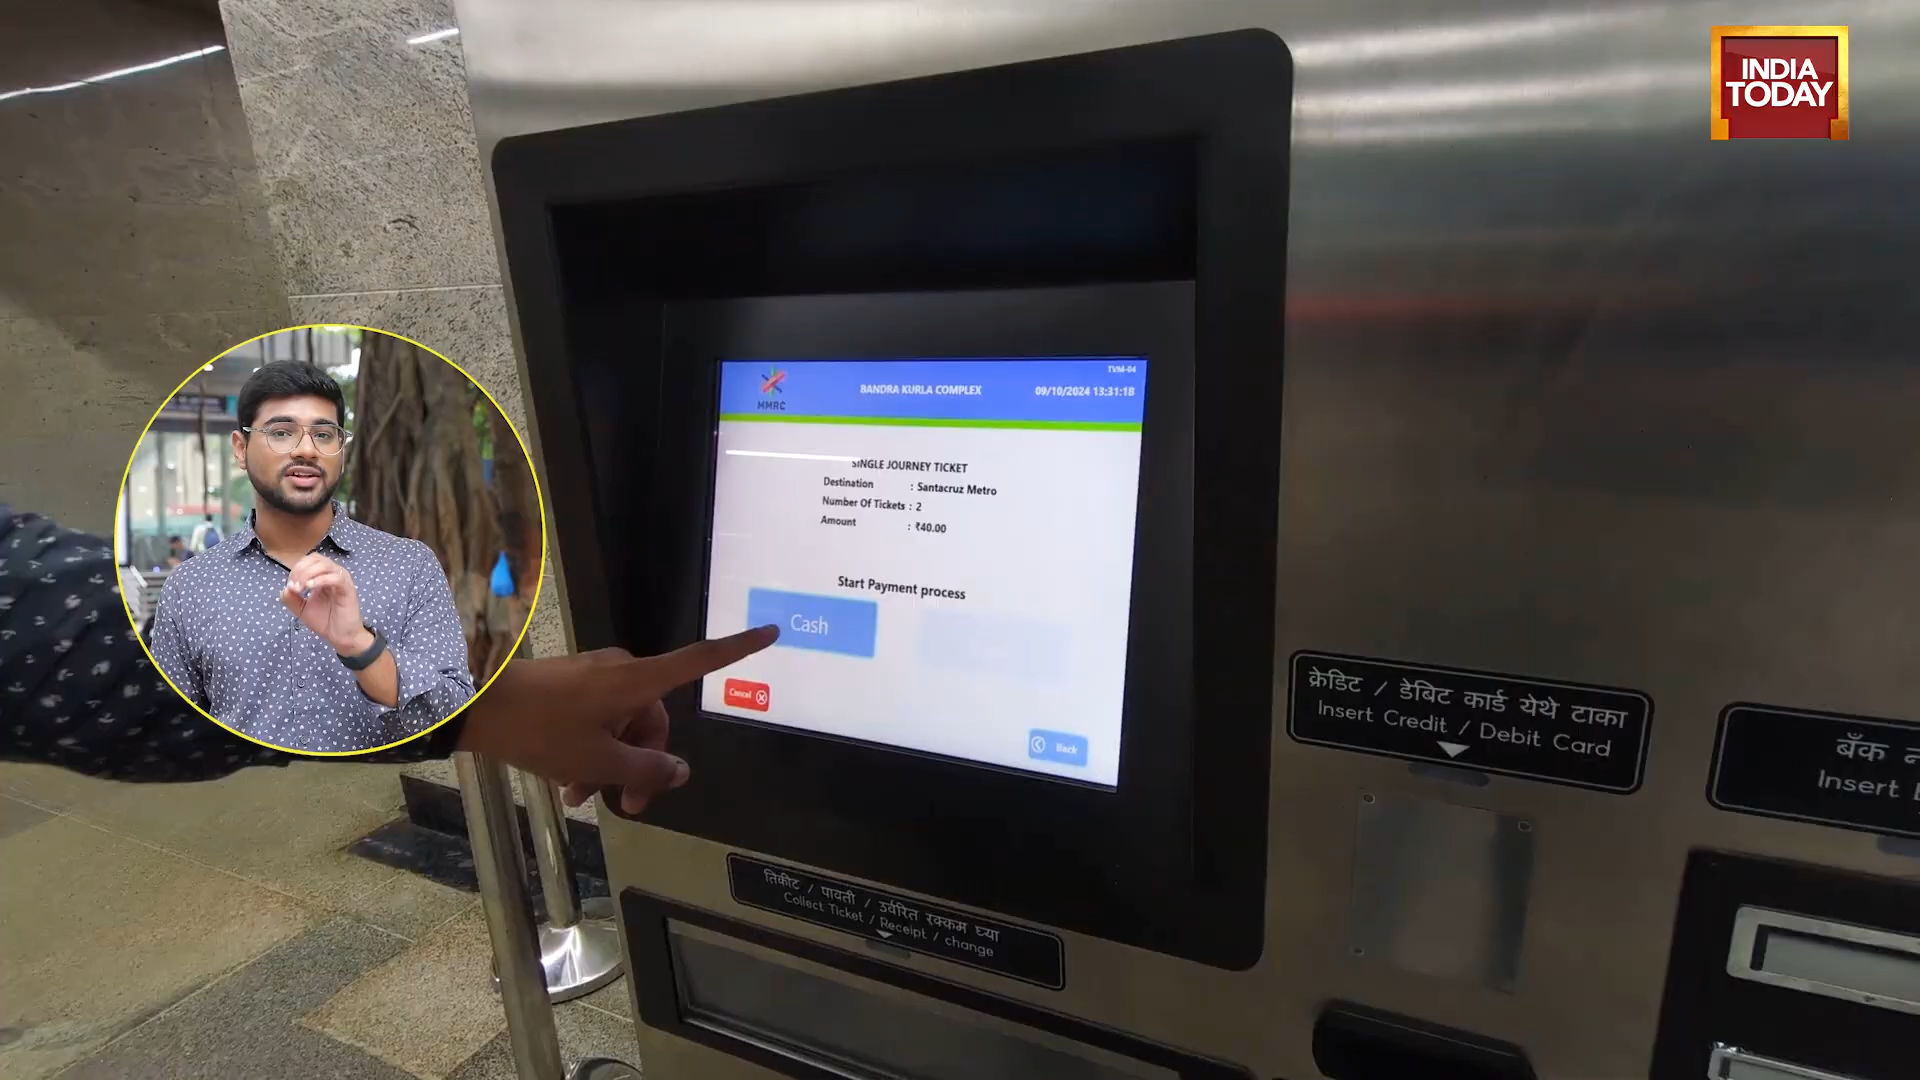 INDIA
TODAY
TVM-04
MMRC
BANDRA KURLA COMPLEX
09/10/2024 13:31:18
SINGLE JOURNEY TICKET
Destination : Santacruz Metro
Number Of Tickets : 2
Amount : ₹40.00
Start Payment process
Cash
Cancel
Back
क्रेडिट / डेबिट कार्ड येथे टाका
Insert Credit / Debit Card
बँक
Insert
तिकीट / पावती / उर्वरित रक्कम घ्या
Collect Ticket / Receipt / change